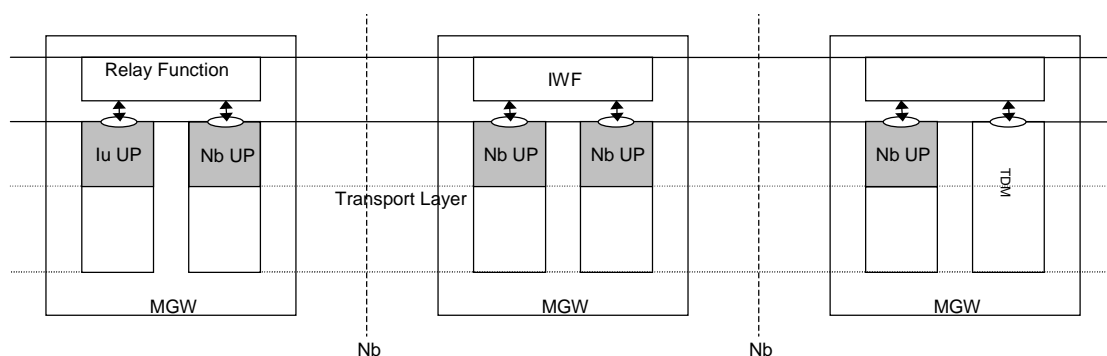 Relay Function
IWF
Iu UP
Nb UP
Nb UP
Nb UP
Nb UP
TDM
Transport Layer
MGW
MGW
MGW
Nb
Nb